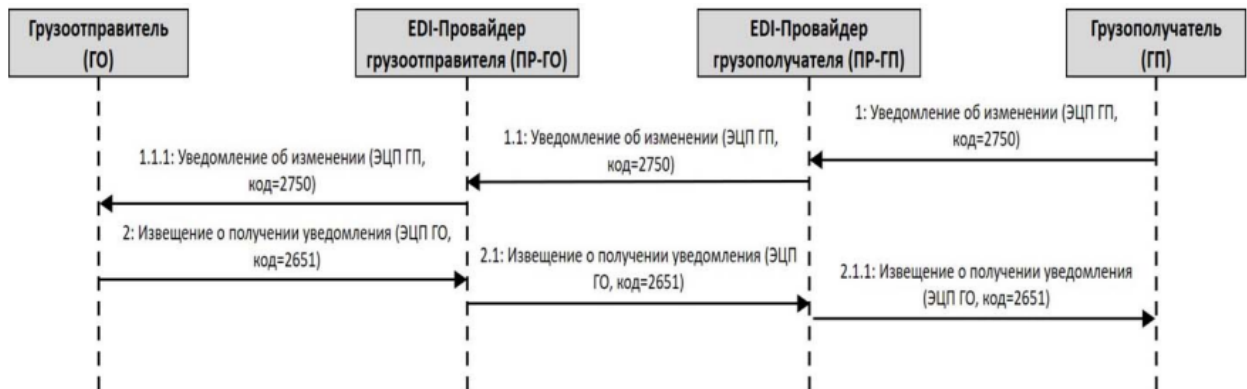 Грузоотправитель
(ГО)
EDI-Провайдер
грузоотправителя (ПР-ГО)
EDI-Провайдер
грузополучателя (ПР-ГП)
Грузополучатель
(ГП)
1: Уведомление об изменении (ЭЦП ГП,
код=2750)
1.1: Уведомление об изменении (ЭЦП ГП,
код=2750)
1.1.1: Уведомление об изменении (ЭЦП ГП,
код=2750)
2: Извещение о получении уведомления (ЭЦП ГО,
код=2651)
2.1: Извещение о получении уведомления (ЭЦП
ГО, код=2651)
2.1.1: Извещение о получении уведомления
(ЭЦП ГО, код=2651)